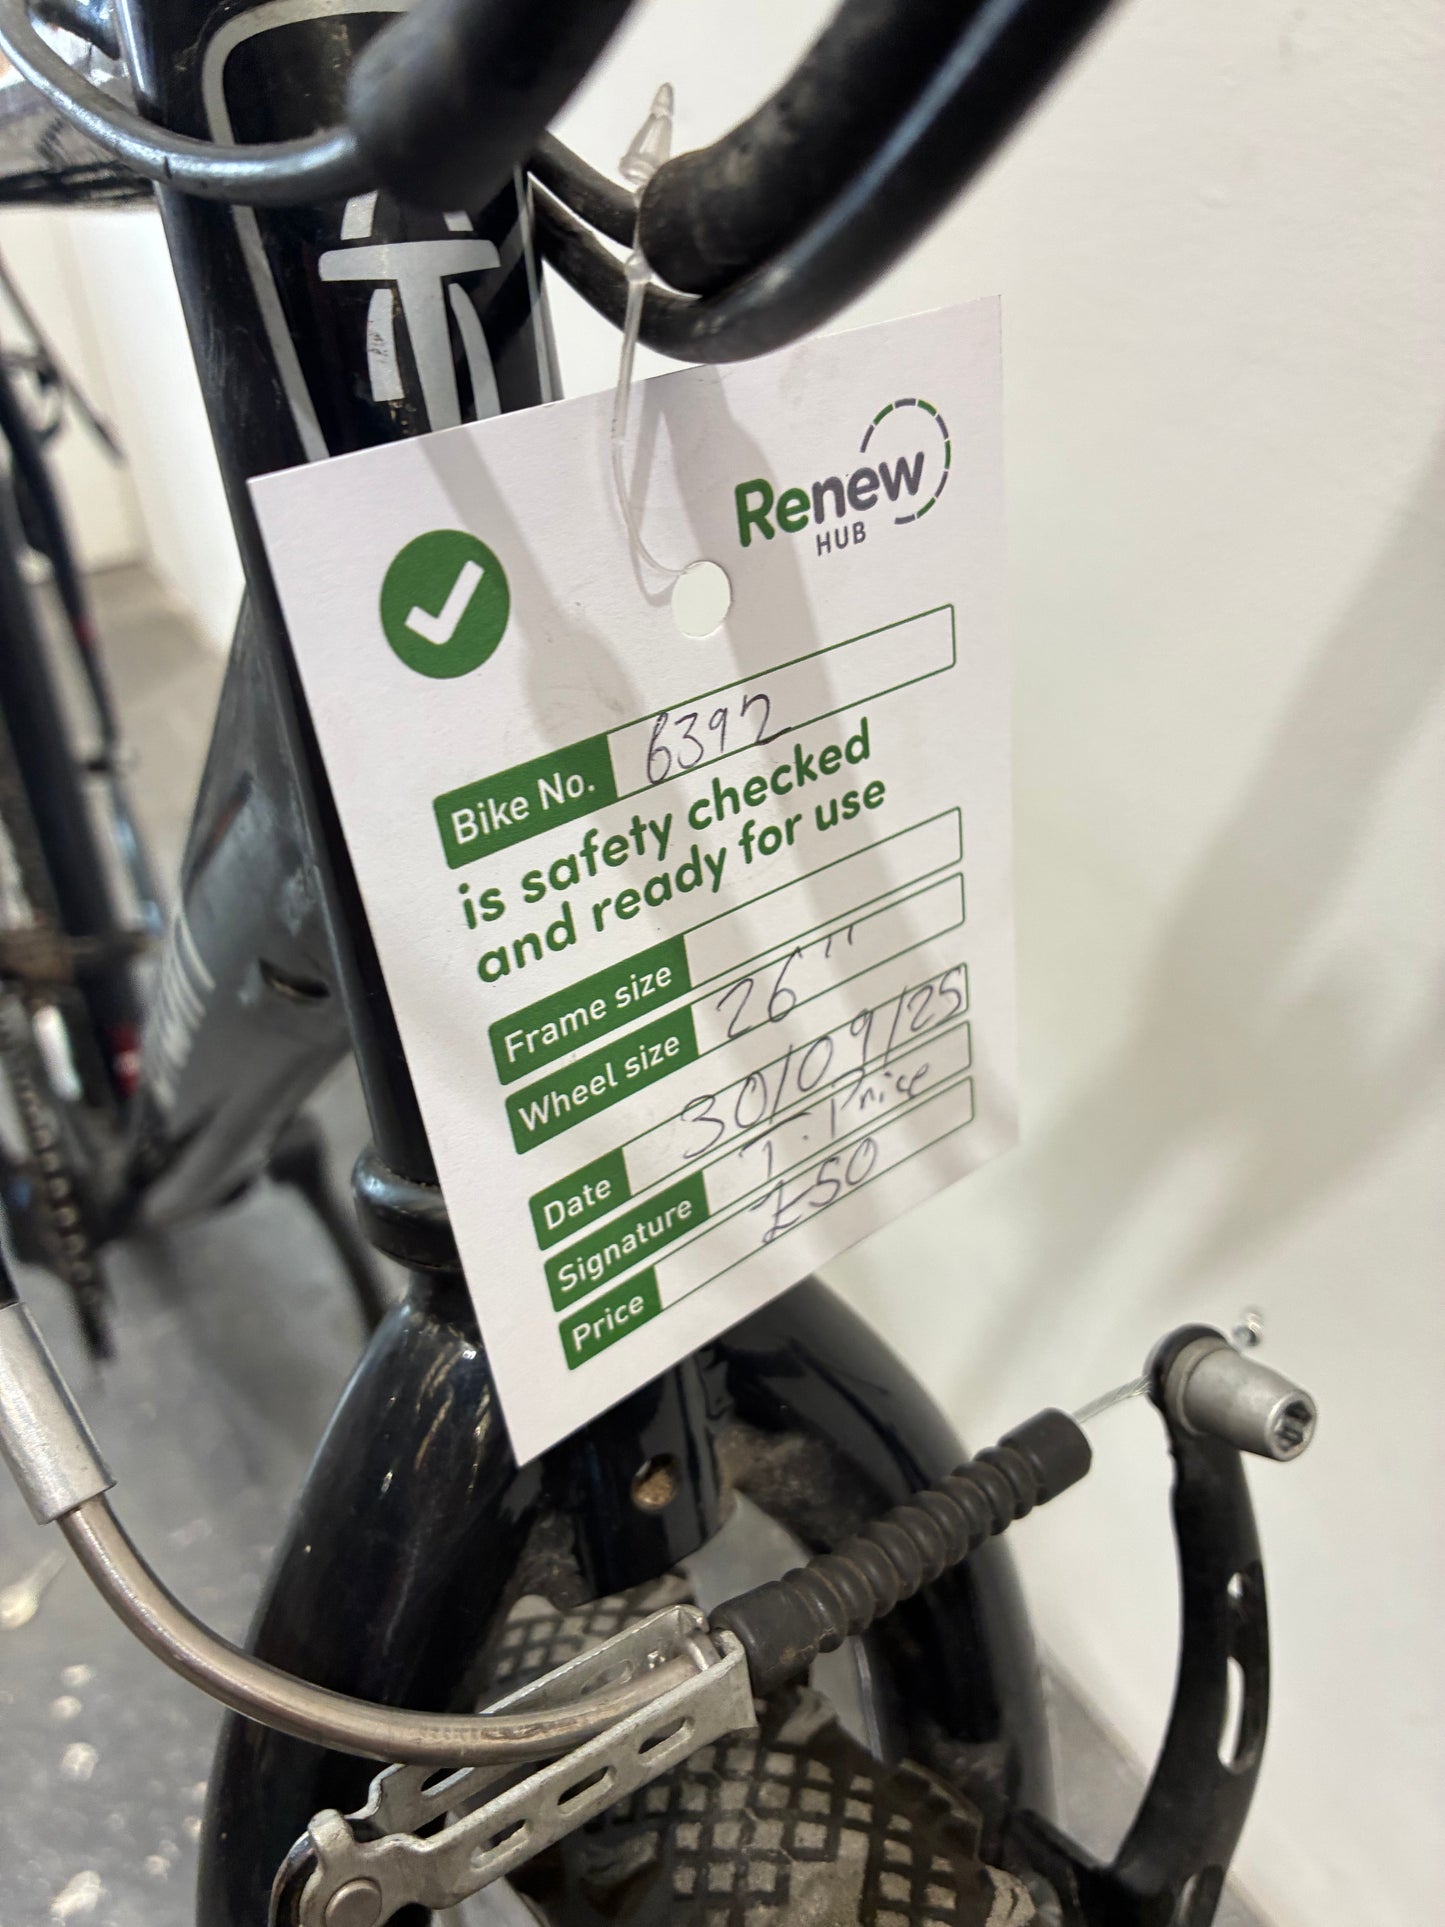 Renew
HUB
Bike No. 6392
is safety checked
and ready for use
Frame size
Wheel size 26"
Date 30/09/25
Signature T. Price
Price £50